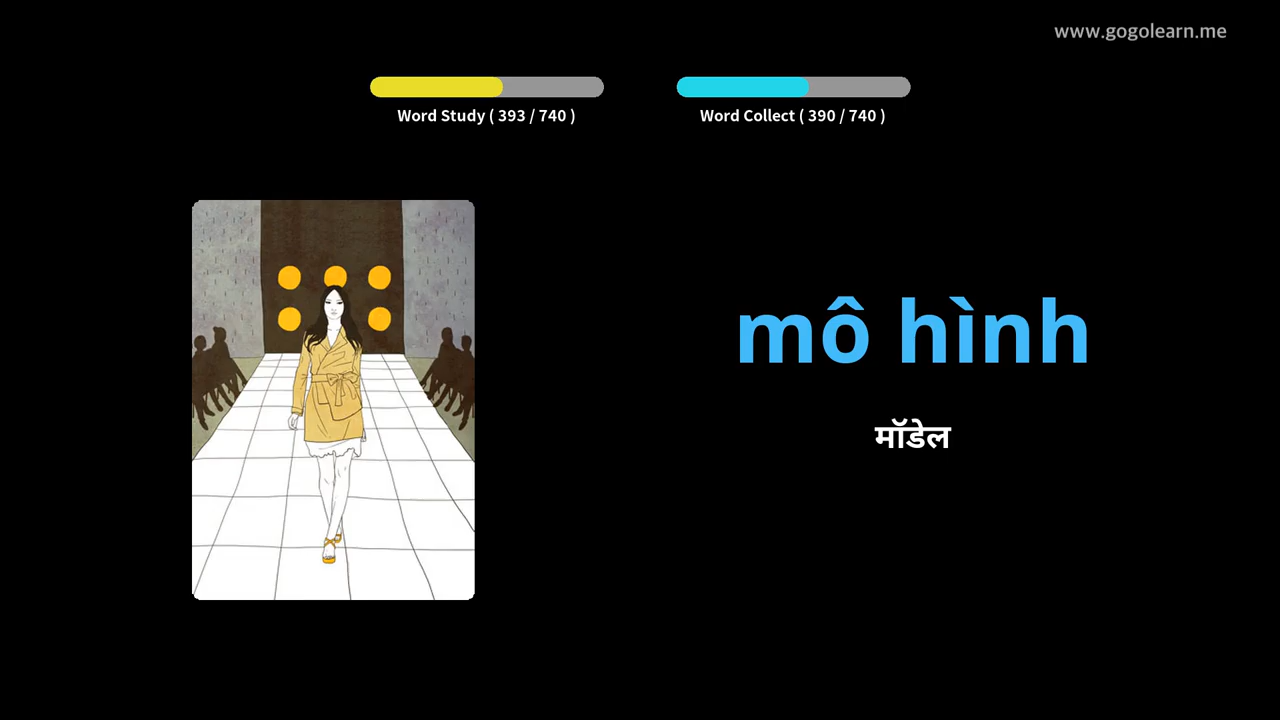 www.gogolearn.me
Word Study ( 393 / 740 )
Word Collect ( 390 / 740 )
mô hình
मॉडेल